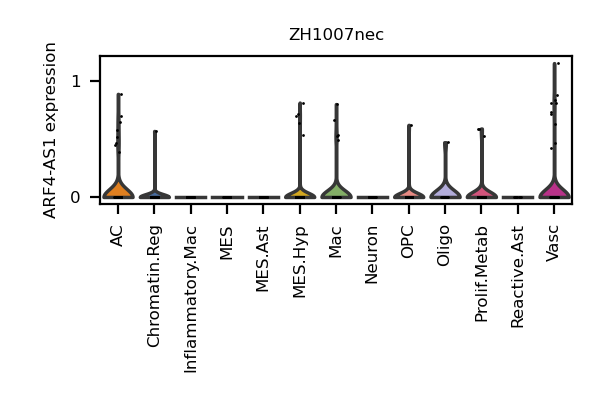 ZH1007nec
ARF4-AS1 expression
1
0
AC
Chromatin.Reg
Inflammatory.Mac
MES
MES.Ast
MES.Hyp
Mac
Neuron
OPC
Oligo
Prolif.Metab
Reactive.Ast
Vasc